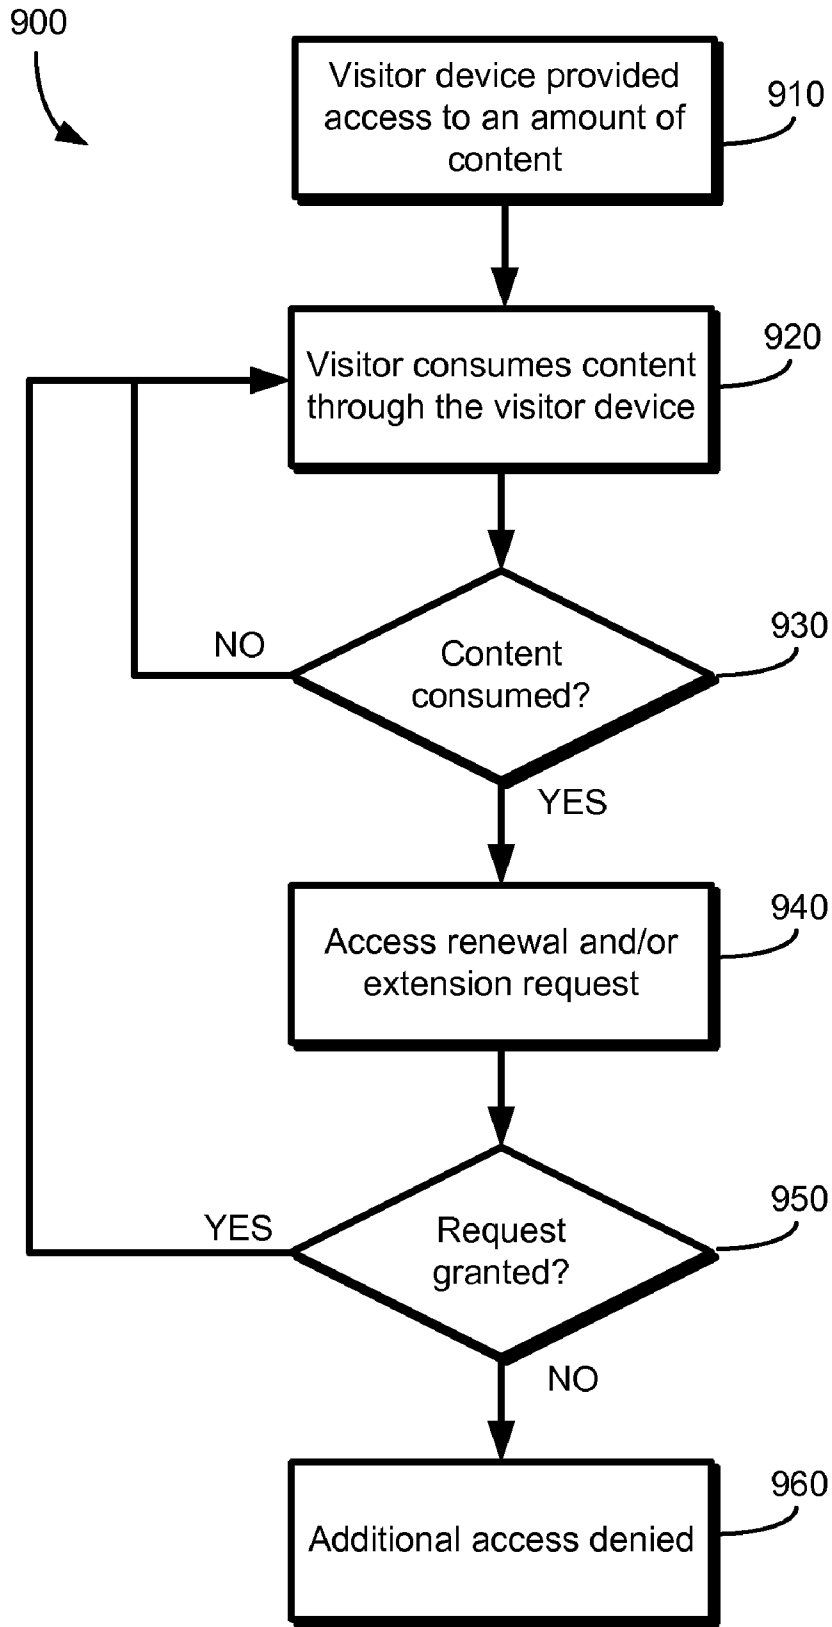 900
Visitor device provided
access to an amount of
content
910
920
Visitor consumes content
through the visitor device
930
NO
Content
consumed?
YES
940
Access renewal and/or
extension request
950
YES
Request
granted?
NO
960
Additional access denied